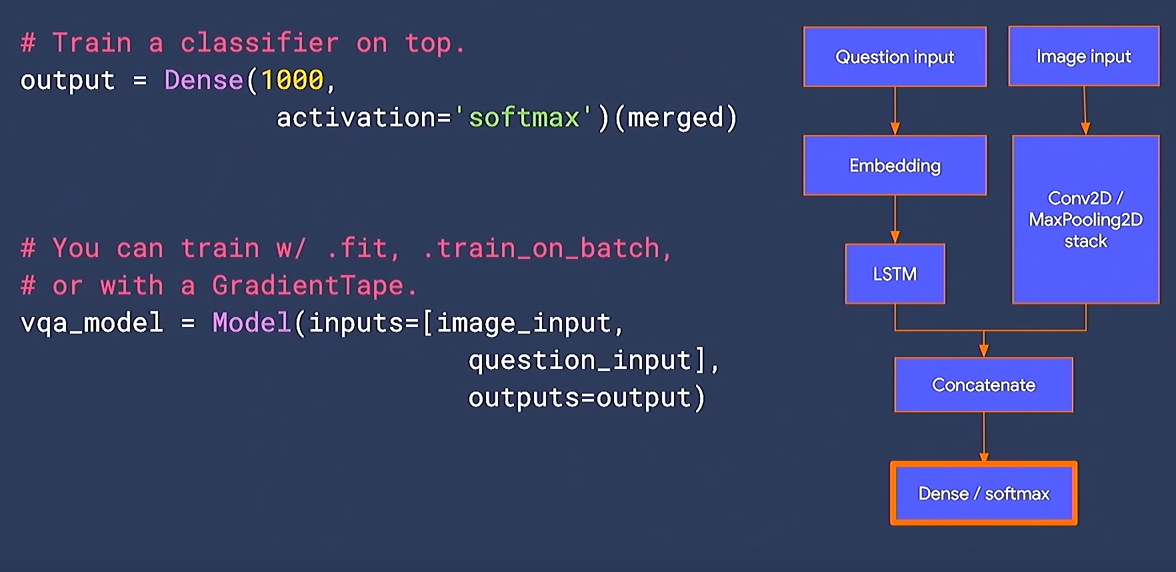 # Train a classifier on top.
output = Dense(1000,
activation='softmax')(merged)
# You can train w/ .fit, .train_on_batch,
# or with a GradientTape.
vqa_model = Model(inputs=[image_input,
question_input],
outputs=output)
Question input
Image input
Embedding
Conv2D /
MaxPooling2D
stack
LSTM
Concatenate
Dense / softmax